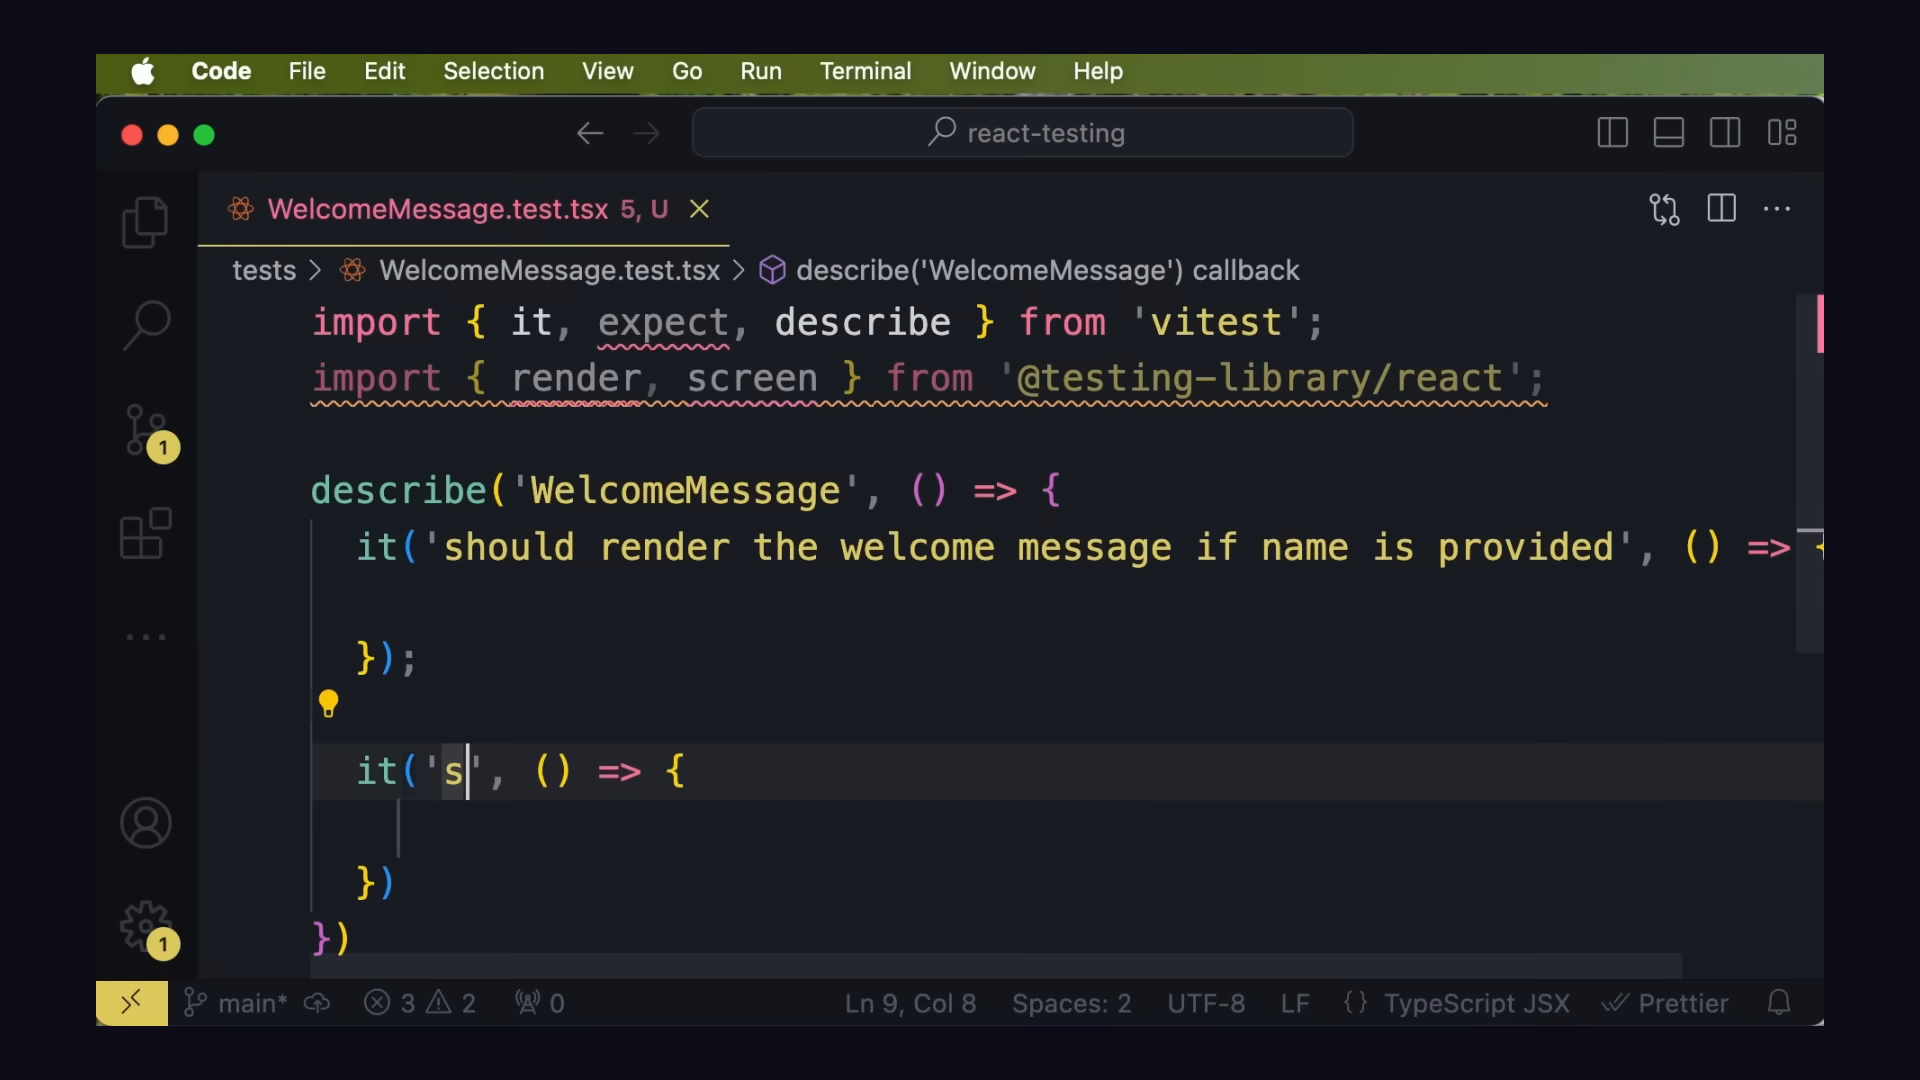 Code File Edit Selection View Go Run Terminal Window Help
react-testing
WelcomeMessage.test.tsx 5, U
tests > WelcomeMessage.test.tsx > describe('WelcomeMessage') callback
import { it, expect, describe } from 'vitest';
import { render, screen } from '@testing-library/react';
describe('WelcomeMessage', () => {
it('should render the welcome message if name is provided', () => {
});
it('s', () => {
})
})
1
1
main* 3 2 0 Ln 9, Col 8 Spaces: 2 UTF-8 LF {} TypeScript JSX Prettier